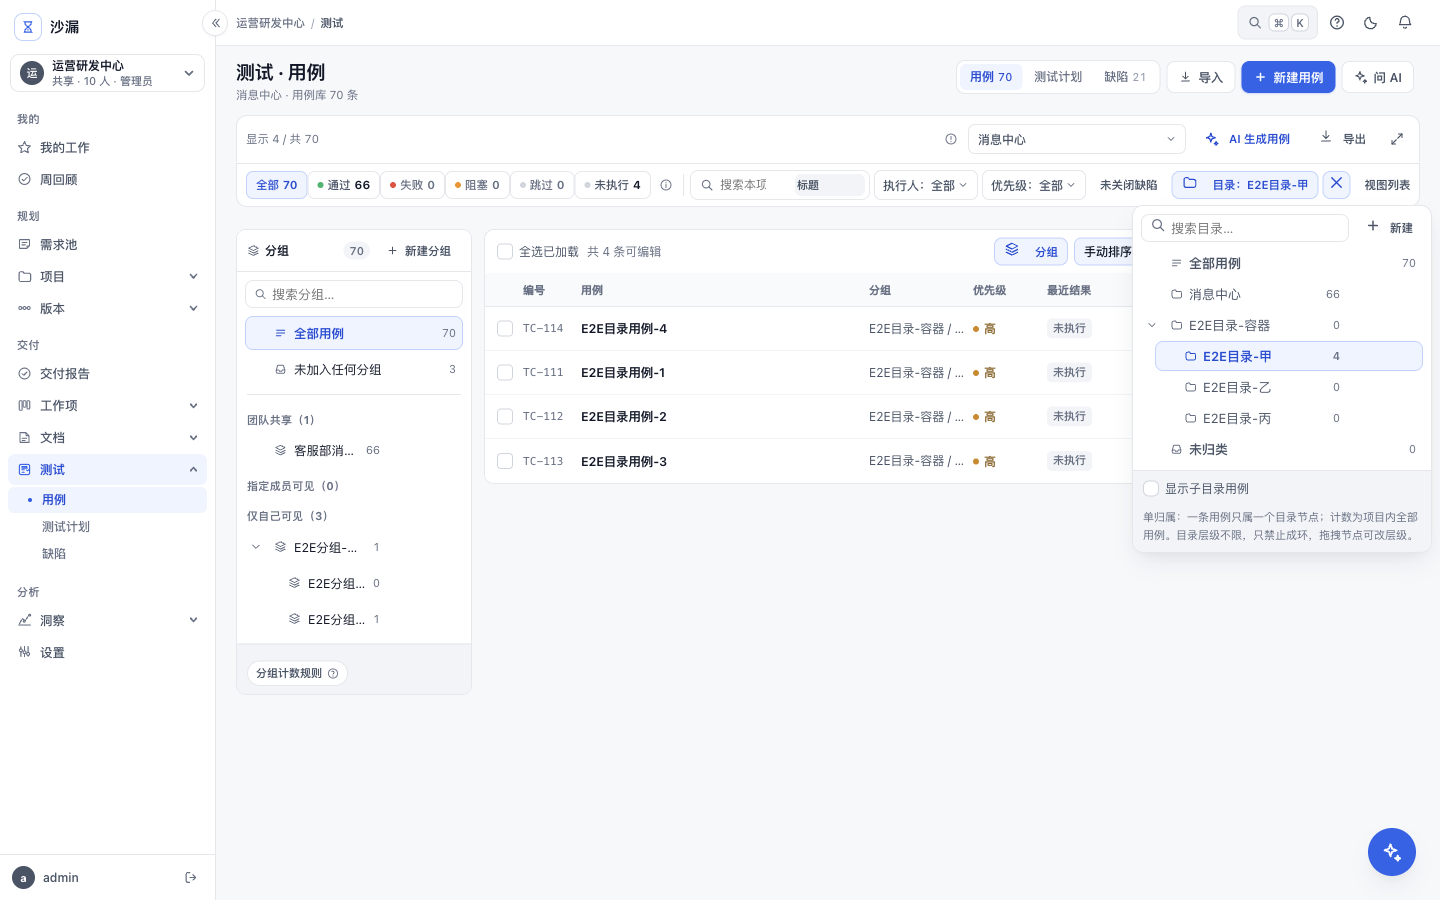 沙漏
运 运营研发中心
共享 · 10 人 · 管理员
我的
我的工作
周回顾
规划
需求池
项目
版本
交付
交付报告
工作项
文档
测试
用例
测试计划
缺陷
分析
洞察
设置
a admin
运营研发中心 / 测试
⌘ K
测试 · 用例
消息中心 · 用例库 70 条
用例 70 测试计划 缺陷 21 导入 + 新建用例 问 AI
显示 4 / 共 70 消息中心 AI 生成用例 导出
全部 70 通过 66 失败 0 阻塞 0 跳过 0 未执行 4 搜索本项 标题 执行人：全部 优先级：全部 未关闭缺陷 目录：E2E目录-甲 视图列表
分组 70 + 新建分组
搜索分组...
全部用例 70
未加入任何分组 3
团队共享 (1)
客服部消... 66
指定成员可见 (0)
仅自己可见 (3)
E2E分组-... 1
E2E分组... 0
E2E分组... 1
分组计数规则
全选已加载 共 4 条可编辑 分组 手动排序
编号 用例 分组 优先级 最近结果
TC-114 E2E目录用例-4 E2E目录-容器 / ... 高 未执行
TC-111 E2E目录用例-1 E2E目录-容器 / ... 高 未执行
TC-112 E2E目录用例-2 E2E目录-容器 / ... 高 未执行
TC-113 E2E目录用例-3 E2E目录-容器 / ... 高 未执行
搜索目录... + 新建
全部用例 70
消息中心 66
E2E目录-容器 0
E2E目录-甲 4
E2E目录-乙 0
E2E目录-丙 0
未归类 0
显示子目录用例
单归属：一条用例只属一个目录节点；计数为项目内全部
用例。目录层级不限，只禁止成环，拖拽节点可改层级。